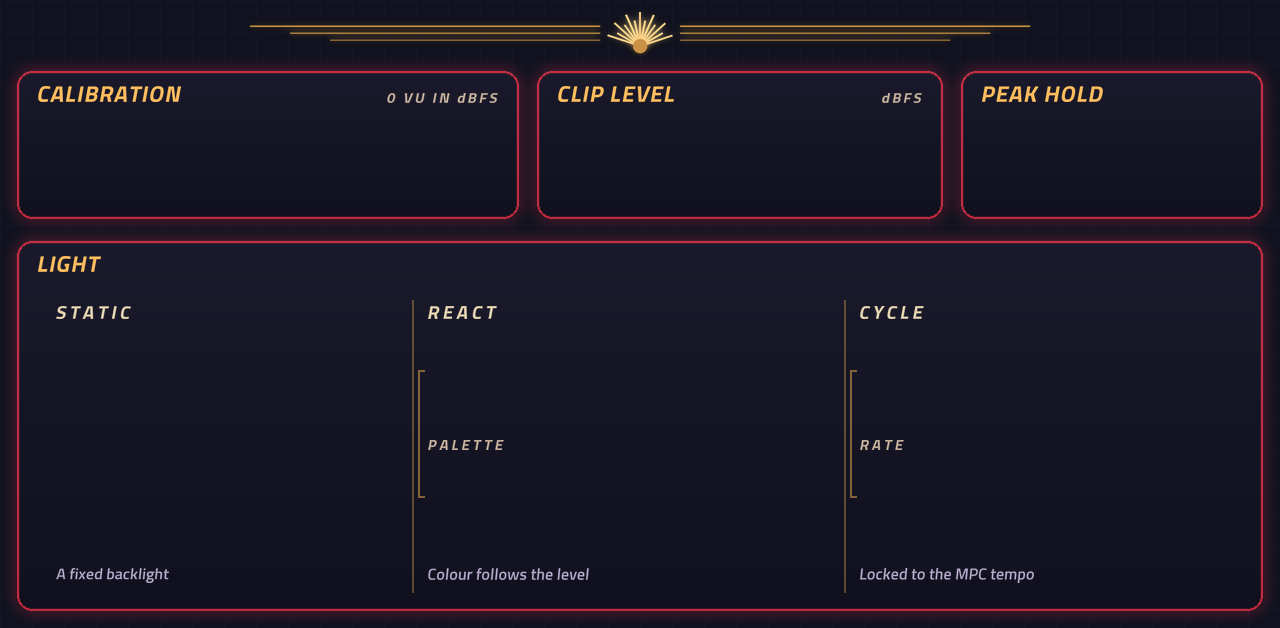 CALIBRATION
0 VU IN dBFS
CLIP LEVEL
dBFS
PEAK HOLD
LIGHT
STATIC
REACT
CYCLE
PALETTE
RATE
A fixed backlight
Colour follows the level
Locked to the MPC tempo